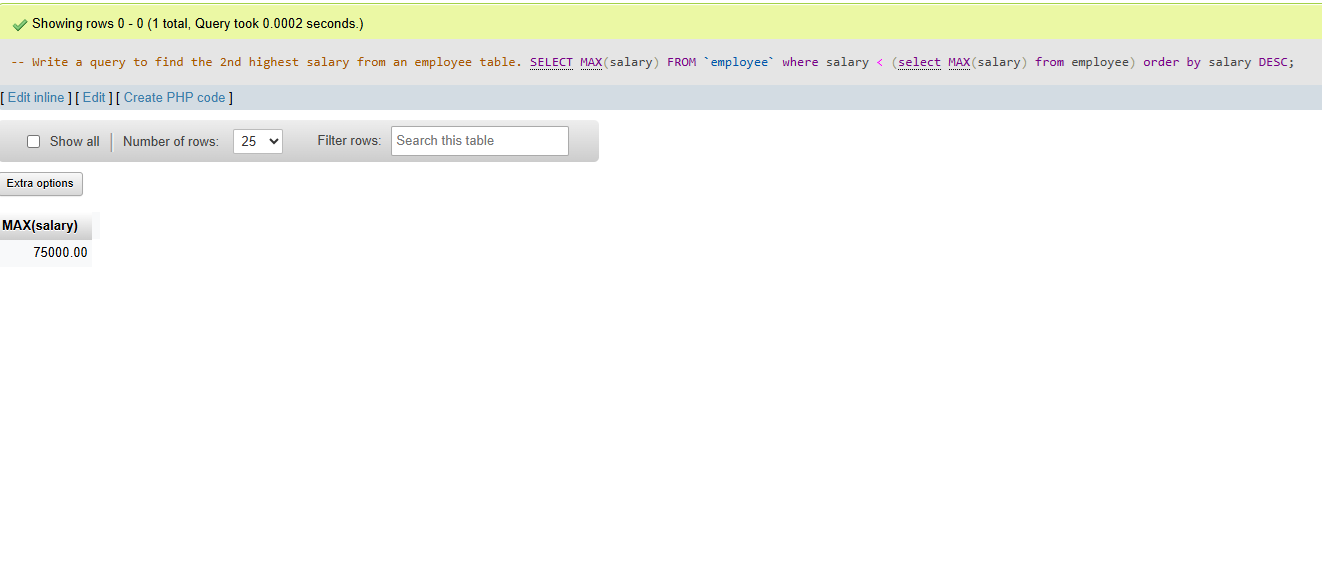 Showing rows 0 - 0 (1 total, Query took 0.0002 seconds.)
-- Write a query to find the 2nd highest salary from an employee table. SELECT MAX(salary) FROM `employee` where salary < (select MAX(salary) from employee) order by salary DESC;
[ Edit inline ] [ Edit ] [ Create PHP code ]
Show all | Number of rows: 25 Filter rows: Search this table
Extra options
MAX(salary)
75000.00